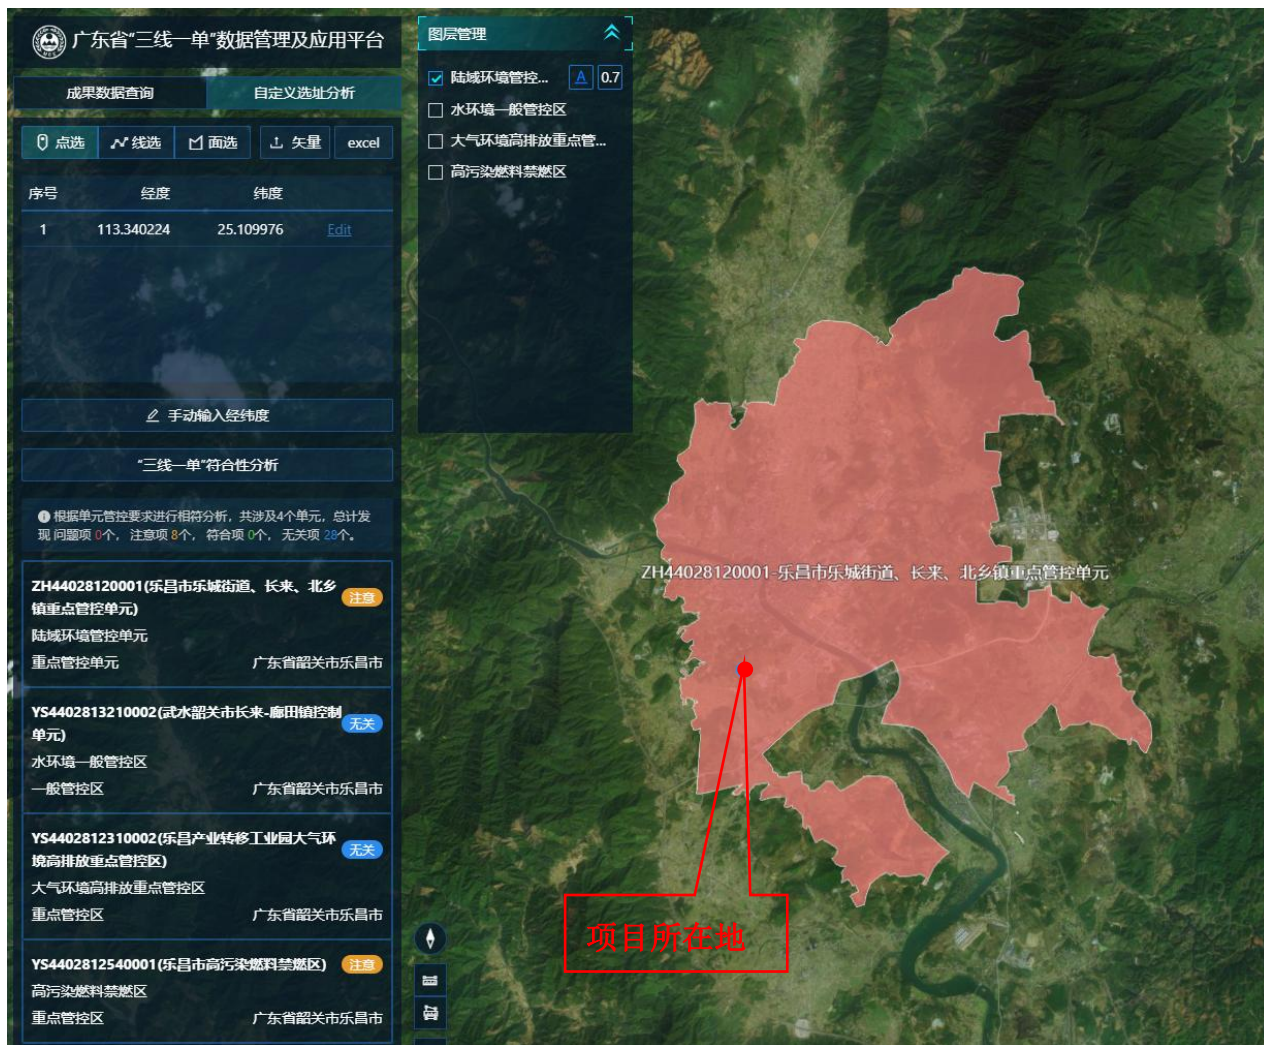 广东省“三线一单”数据管理及应用平台
成果数据查询 自定义选址分析
点选 线选 面选 矢量 excel
序号 经度 纬度
1 113.340224 25.109976 Edit
手动输入经纬度
“三线一单”符合性分析
根据单元管控要求进行相符分析，共涉及4个单元，总计发
现 问题项 0个， 注意项 8个， 符合项 0个， 无关项 28个。
ZH44028120001(乐昌市乐城街道、长来、北乡
镇重点管控单元) 注意
陆域环境管控单元
重点管控单元 广东省韶关市乐昌市
YS4402813210002(武水韶关市长来-廊田镇控制
单元) 无关
水环境一般管控区
一般管控区 广东省韶关市乐昌市
YS4402812310002(乐昌产业转移工业园大气环
境高排放重点管控区) 无关
大气环境高排放重点管控区
重点管控区 广东省韶关市乐昌市
YS4402812540001(乐昌市高污染燃料禁燃区) 注意
高污染燃料禁燃区
重点管控区 广东省韶关市乐昌市
图层管理
陆域环境管控... A 0.7
水环境一般管控区
大气环境高排放重点管...
高污染燃料禁燃区
ZH44028120001-乐昌市乐城街道、长来、北乡镇重点管控单元
项目所在地